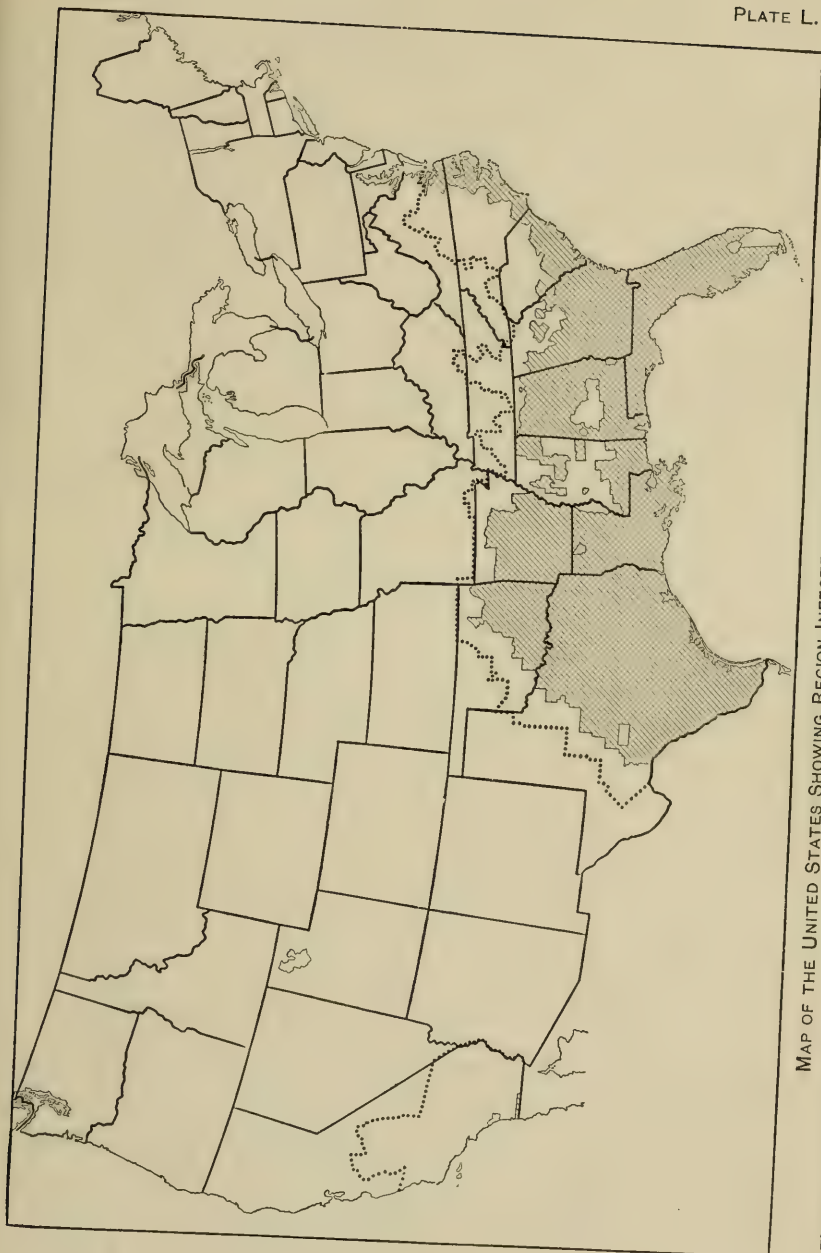 PLATE L.
MAP OF THE UNITED STATES SHOWING REGION